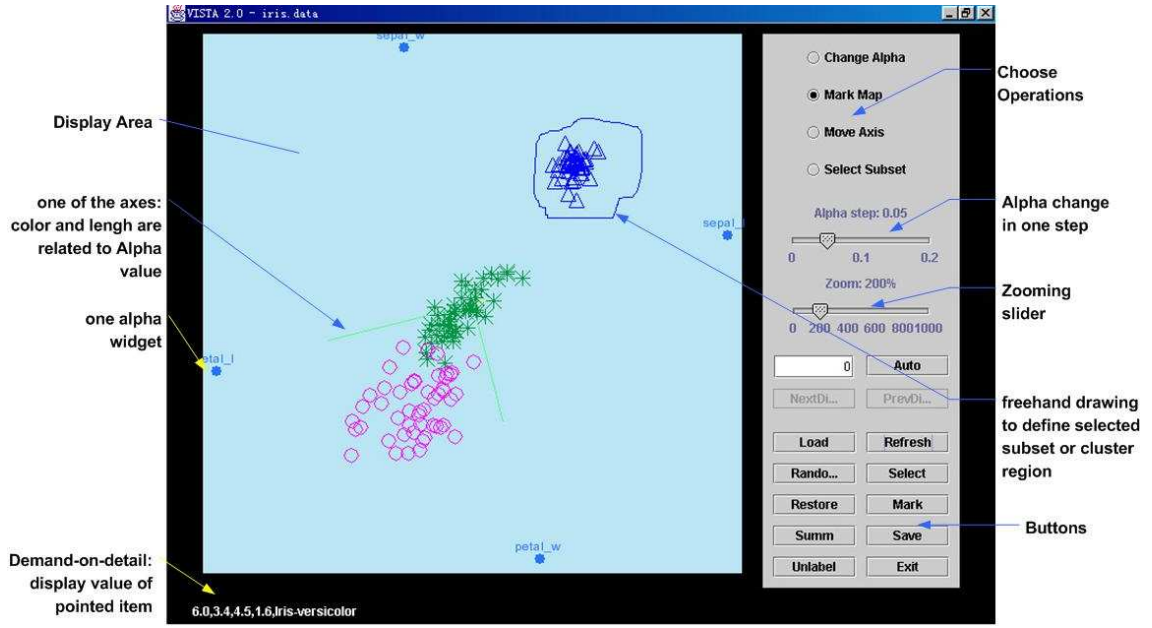 VISTA 2.0 - iris.data
sepal_w
Display Area
one of the axes:
color and lengh are
related to Alpha
value
one alpha
widget
etal_l
sepal_l
petal_w
Demand-on-detail:
display value of
pointed item
6.0,3.4,4.5,1.6,Iris-versicolor
Change Alpha
Mark Map
Move Axis
Select Subset
Alpha step: 0.05
0 0.1 0.2
Zoom: 200%
0 200 400 600 800 1000
0 Auto
NextDi... PrevDi...
Load Refresh
Rando... Select
Restore Mark
Summ Save
Unlabel Exit
Choose
Operations
Alpha change
in one step
Zooming
slider
freehand drawing
to define selected
subset or cluster
region
Buttons